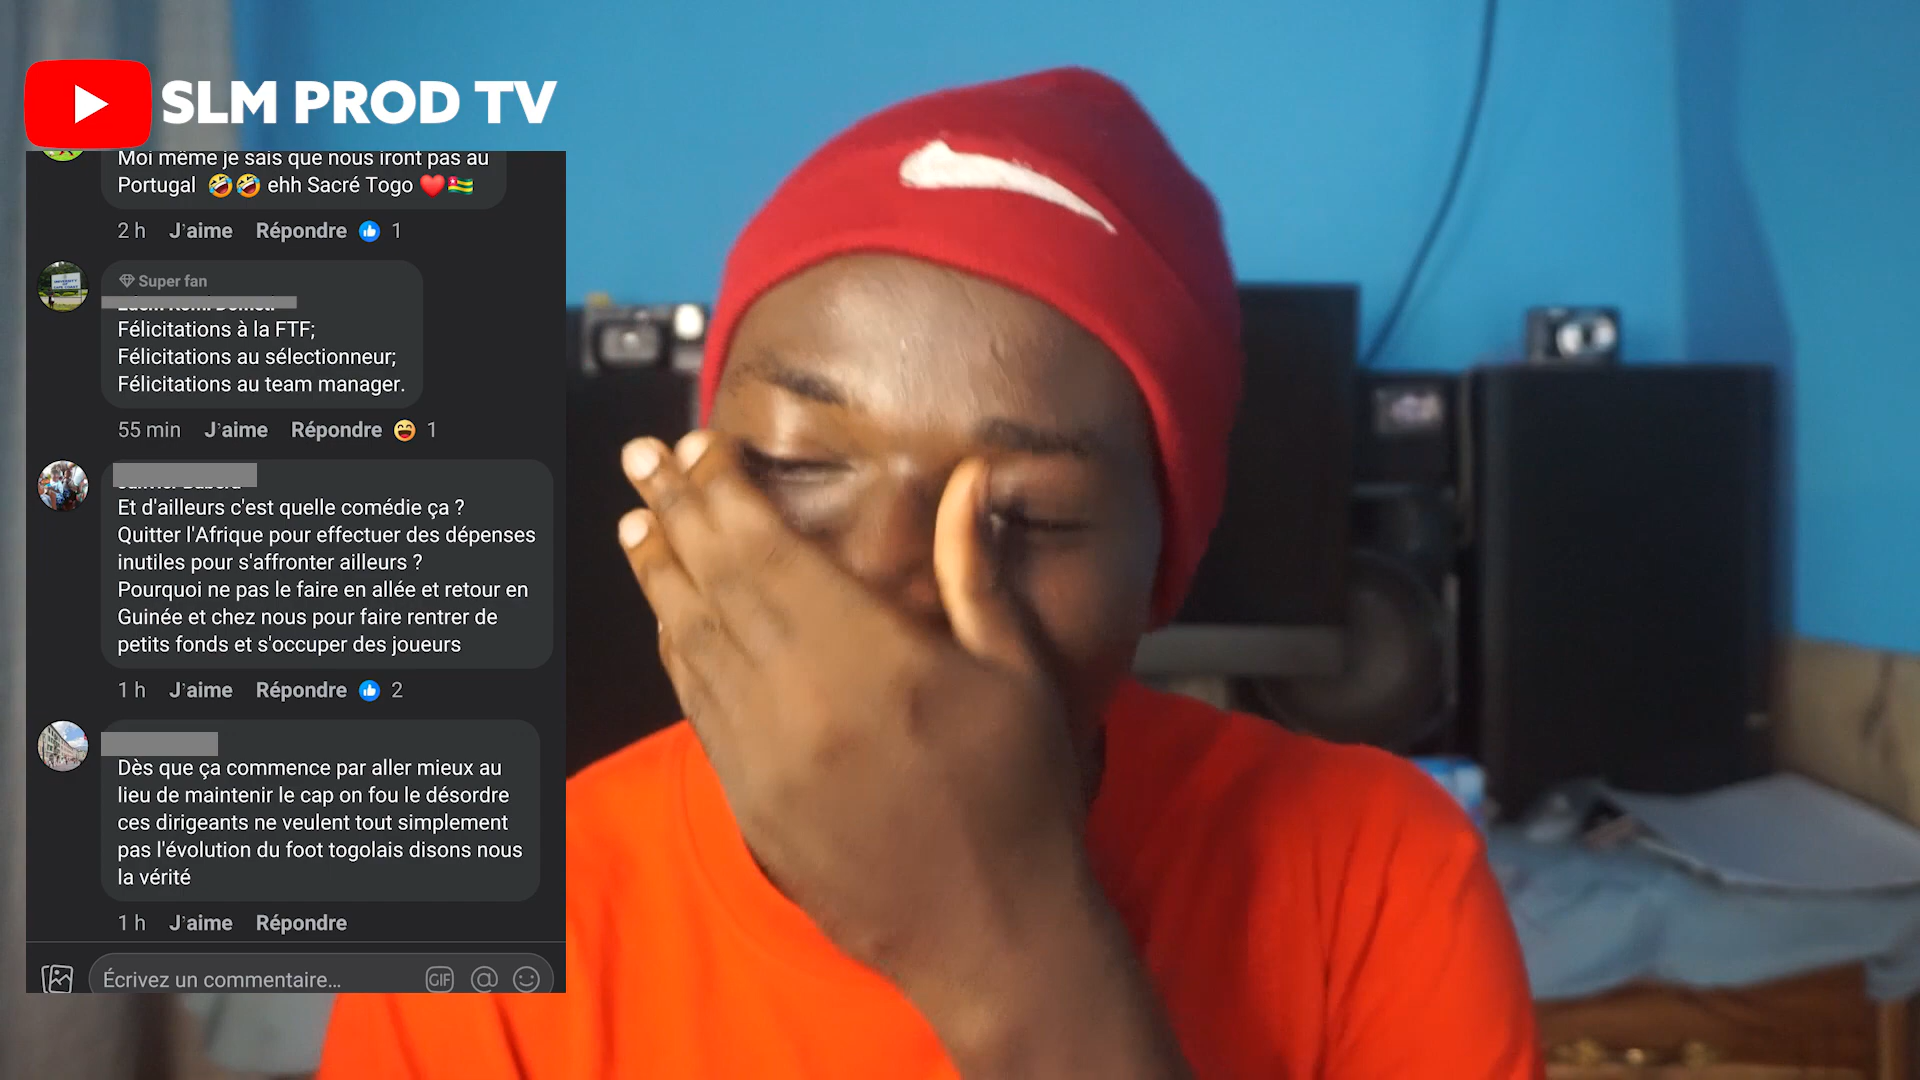 SLM PROD TV
Moi même je sais que nous iront pas au
Portugal 🤣🤣 ehh Sacré Togo ❤️🇹🇬
2 h J'aime Répondre 1
Super fan
Félicitations à la FTF;
Félicitations au sélectionneur;
Félicitations au team manager.
55 min J'aime Répondre 1
Et d'ailleurs c'est quelle comédie ça ?
Quitter l'Afrique pour effectuer des dépenses
inutiles pour s'affronter ailleurs ?
Pourquoi ne pas le faire en allée et retour en
Guinée et chez nous pour faire rentrer de
petits fonds et s'occuper des joueurs
1 h J'aime Répondre 2
Dès que ça commence par aller mieux au
lieu de maintenir le cap on fou le désordre
ces dirigeants ne veulent tout simplement
pas l'évolution du foot togolais disons nous
la vérité
1 h J'aime Répondre
Écrivez un commentaire...
GIF